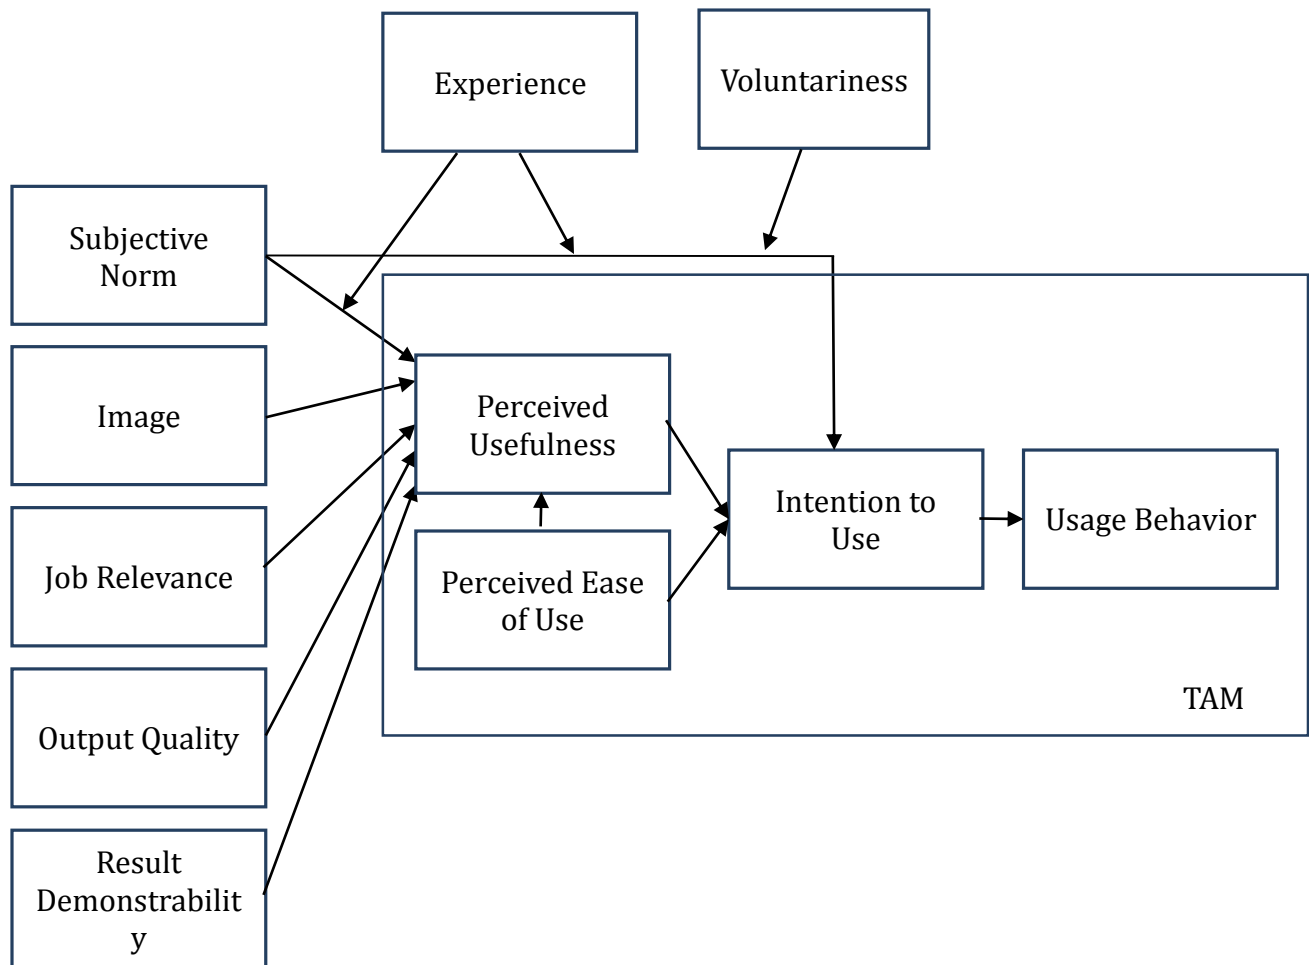 Experience
Voluntariness
Subjective
Norm
Image
Perceived
Usefulness
Intention to
Use
Usage Behavior
Job Relevance
Perceived Ease
of Use
TAM
Output Quality
Result
Demonstrabilit
y